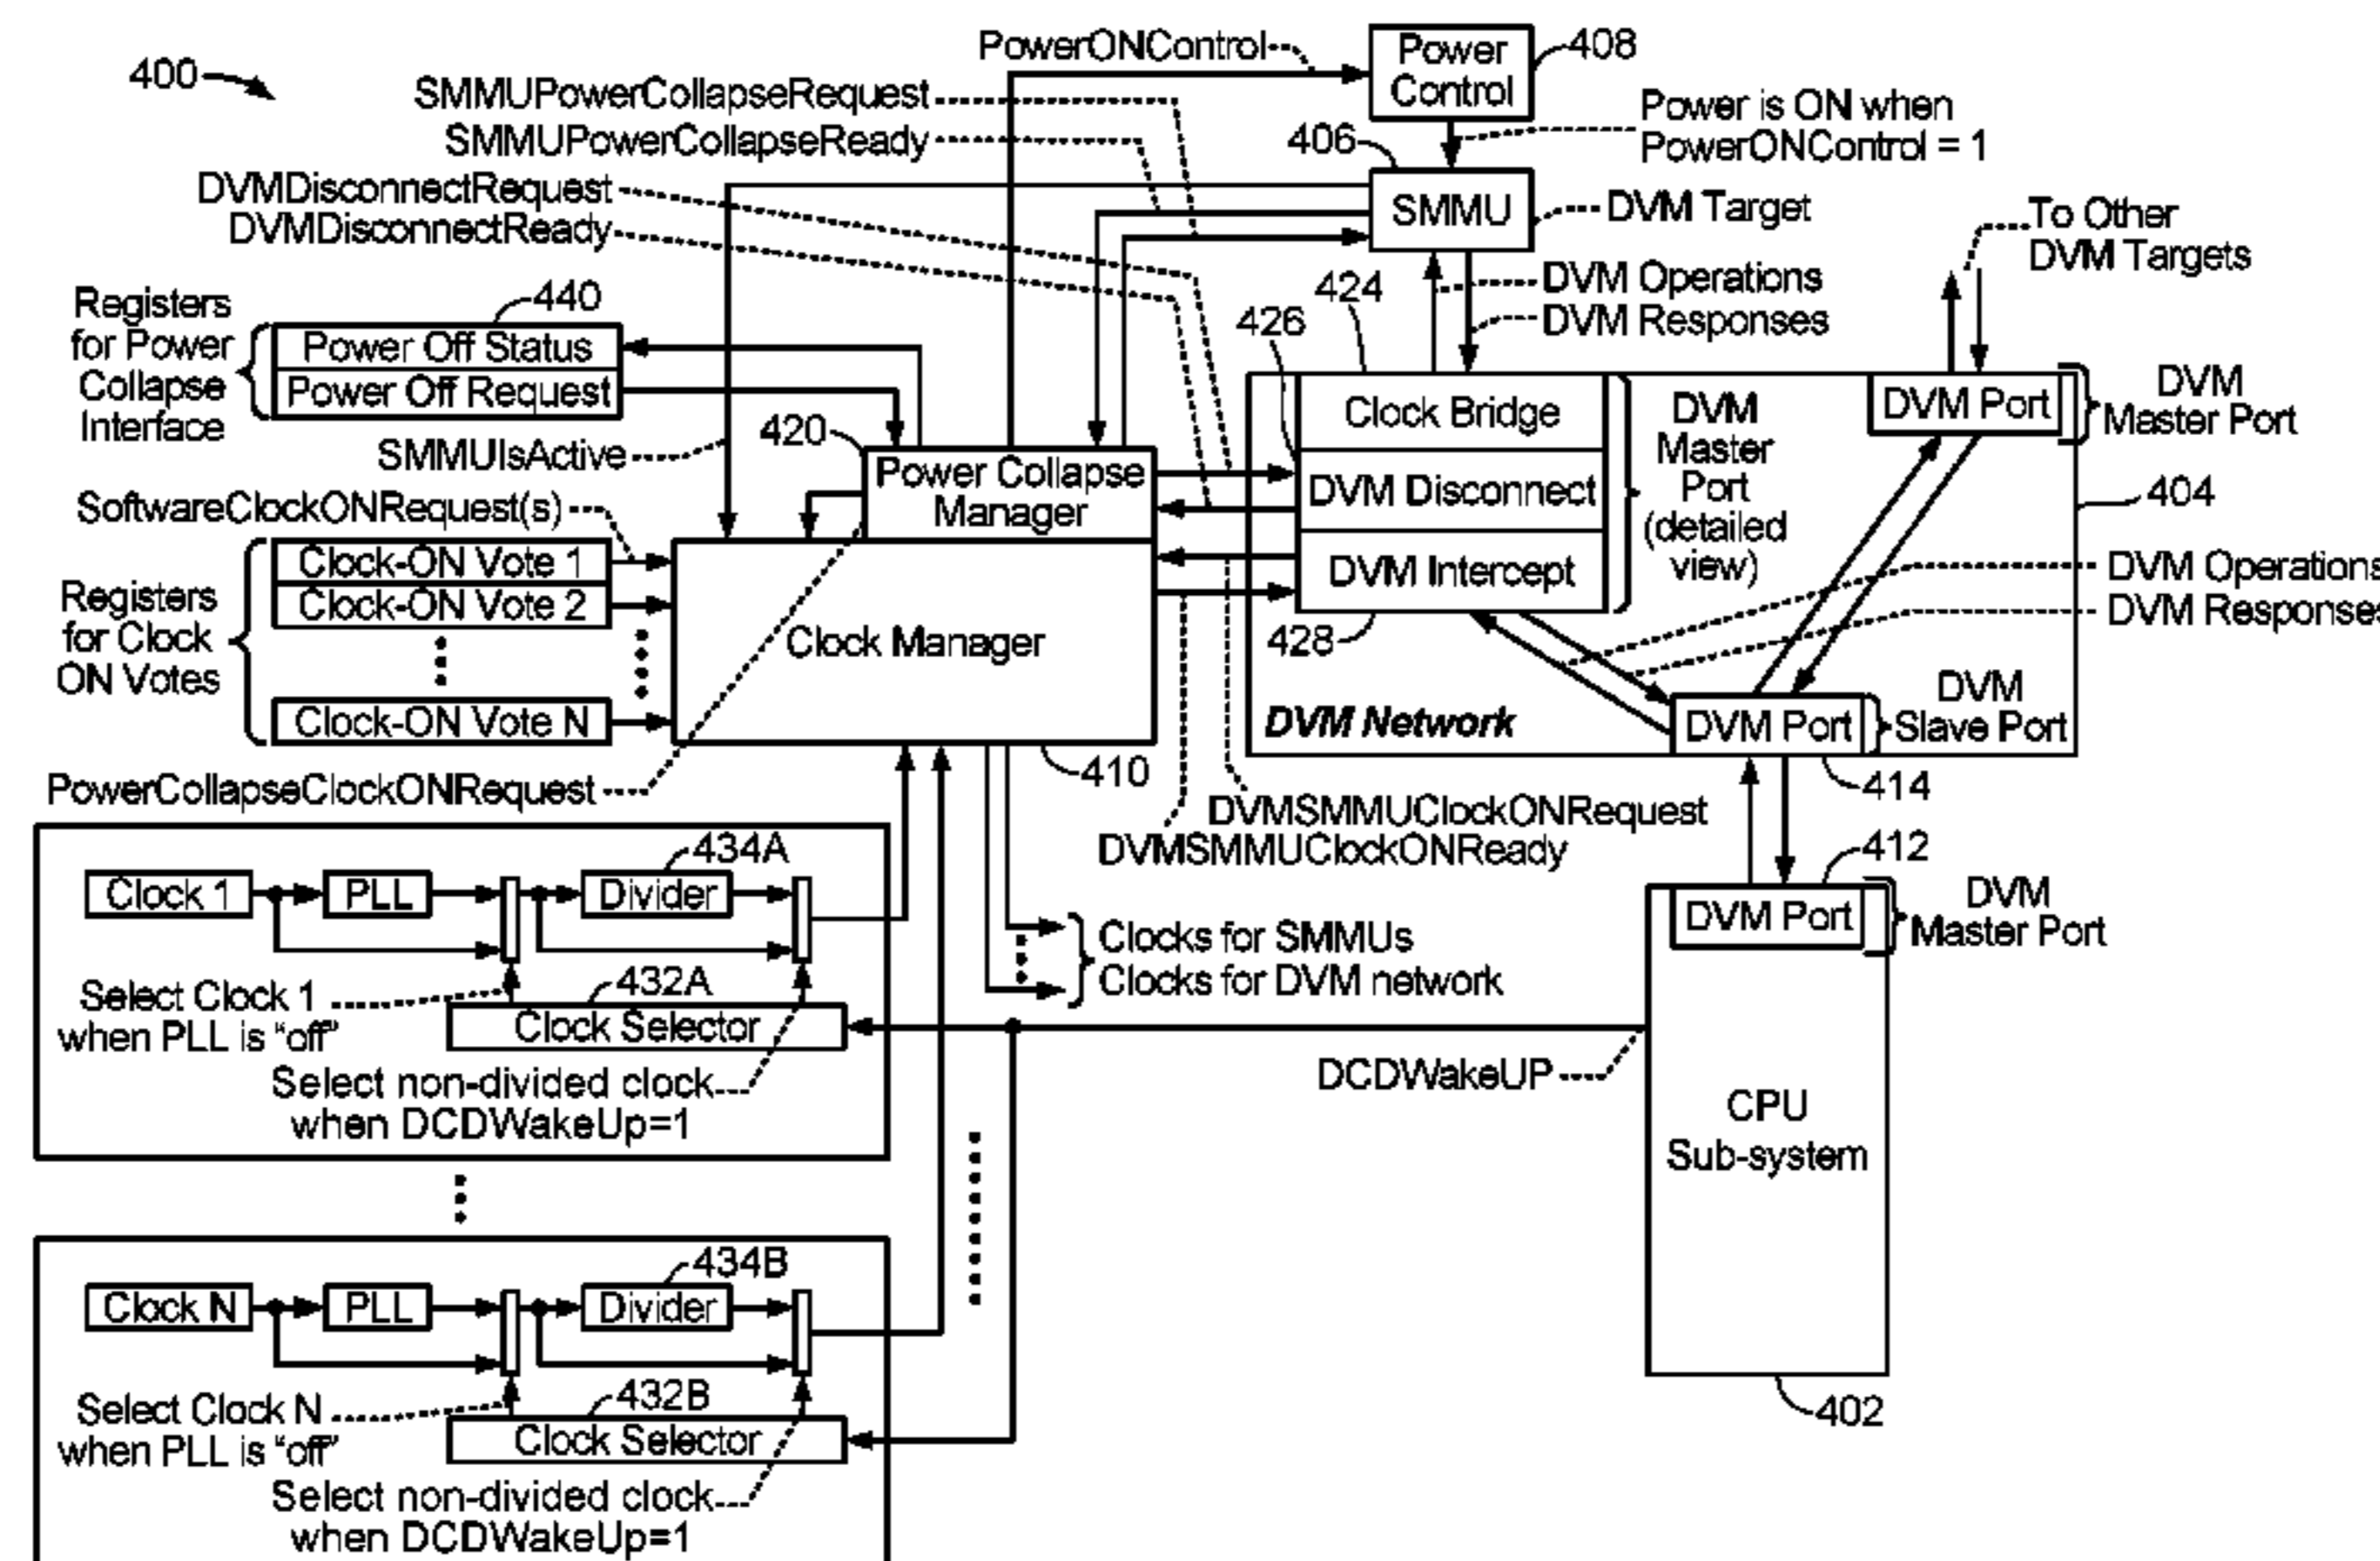 400
PowerONControl
Power
Control
408
SMMUPowerCollapseRequest
SMMUPowerCollapseReady
Power is ON when
PowerONControl = 1
406
DVMDisconnectRequest
DVMDisconnectReady
SMMU
DVM Target
To Other
DVM Targets
Registers
for Power
Collapse
Interface
440
Power Off Status
Power Off Request
424
426
DVM Operations
DVM Responses
SMMUIsActive
420
Power Collapse
Manager
Clock Bridge
DVM Disconnect
DVM Intercept
DVM
Master
Port
(detailed
view)
DVM Port
DVM
Master Port
404
SoftwareClockONRequest(s)
Registers
for Clock
ON Votes
Clock-ON Vote 1
Clock-ON Vote 2
Clock-ON Vote N
Clock Manager
428
DVM Operations
DVM Responses
DVM Network
DVM Port
DVM
Slave Port
PowerCollapseClockONRequest
410
414
DVMSMMUClockONRequest
DVMSMMUClockONReady
412
DVM Port
DVM
Master Port
434A
Clock 1
PLL
Divider
Clocks for SMMUs
Clocks for DVM network
Select Clock 1
when PLL is "off"
432A
Clock Selector
Select non-divided clock
when DCDWakeUp=1
DCDWakeUP
CPU
Sub-system
402
434B
Clock N
PLL
Divider
Select Clock N
when PLL is "off"
432B
Clock Selector
Select non-divided clock
when DCDWakeUp=1